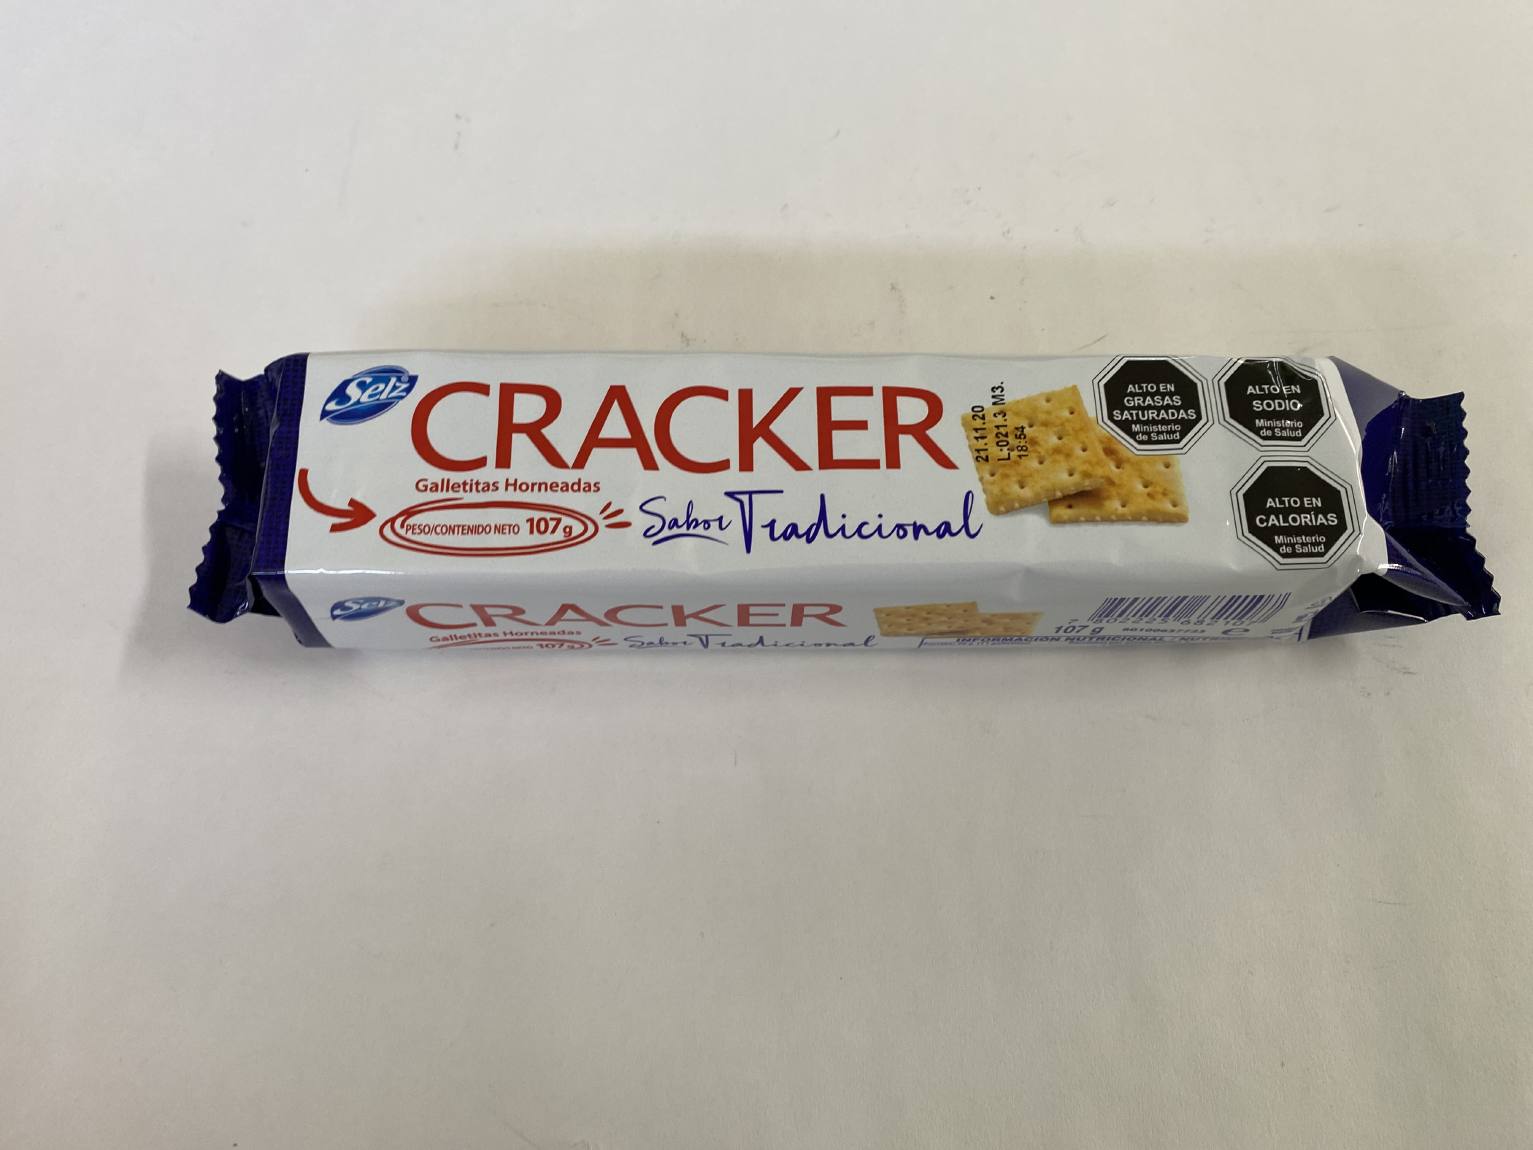 Selz
CRACKER
Galletitas Horneadas
PESO/CONTENIDO NETO 107g
Sabor Tradicional
21.11.20
L:021.3 M3.
18:54
ALTO EN
GRASAS
SATURADAS
Ministerio
de Salud
ALTO EN
SODIO
Ministerio
de Salud
ALTO EN
CALORÍAS
Ministerio
de Salud
Selz
CRACKER
Galletitas Horneadas
107g
Sabor Tradicional
107 g
e
INFORMACIÓN NUTRICIONAL